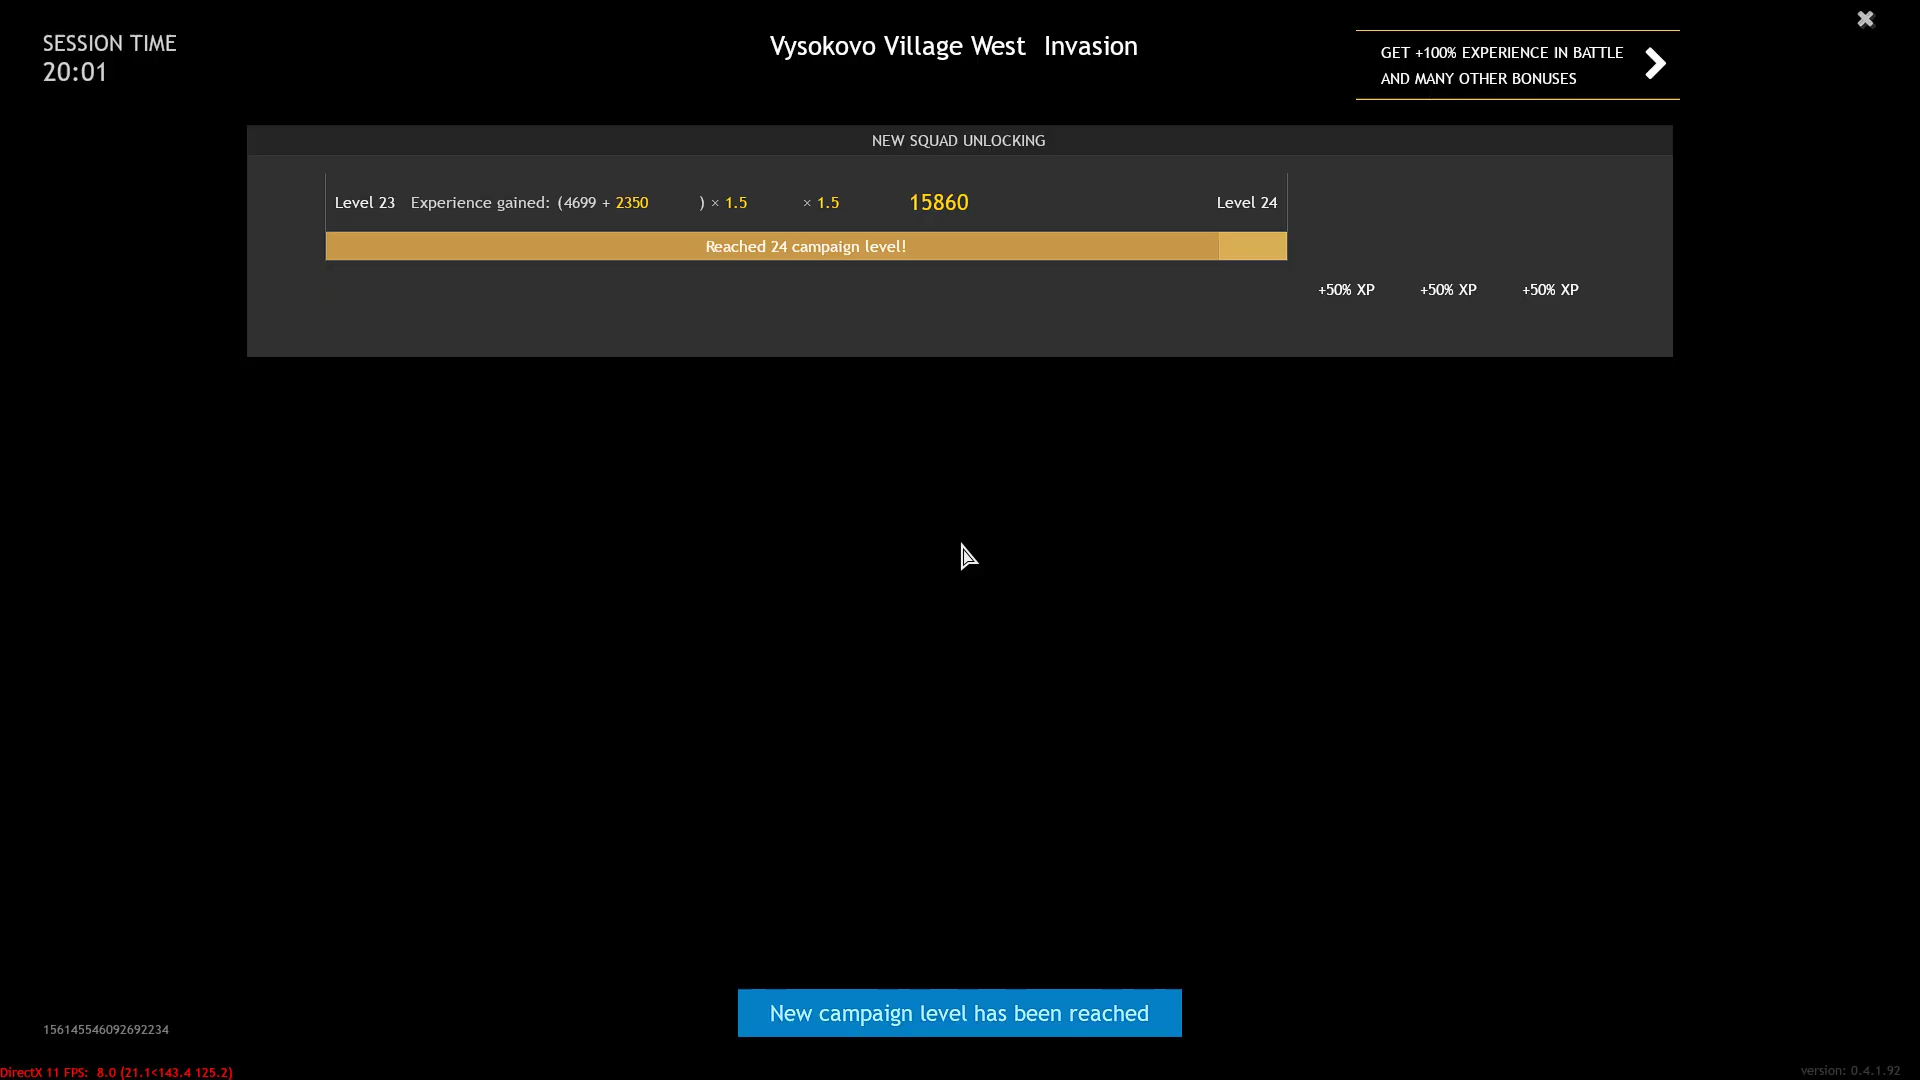 SESSION TIME
20:01
Vysokovo Village West Invasion
GET +100% EXPERIENCE IN BATTLE
AND MANY OTHER BONUSES
NEW SQUAD UNLOCKING
Level 23 Experience gained: (4699 + 2350 ) × 1.5 × 1.5 15860 Level 24
Reached 24 campaign level!
+50% XP +50% XP +50% XP
New campaign level has been reached
156145546092692234
DirectX 11 FPS: 8.0 (21.1<143.4 125.2)
version: 0.4.1.92